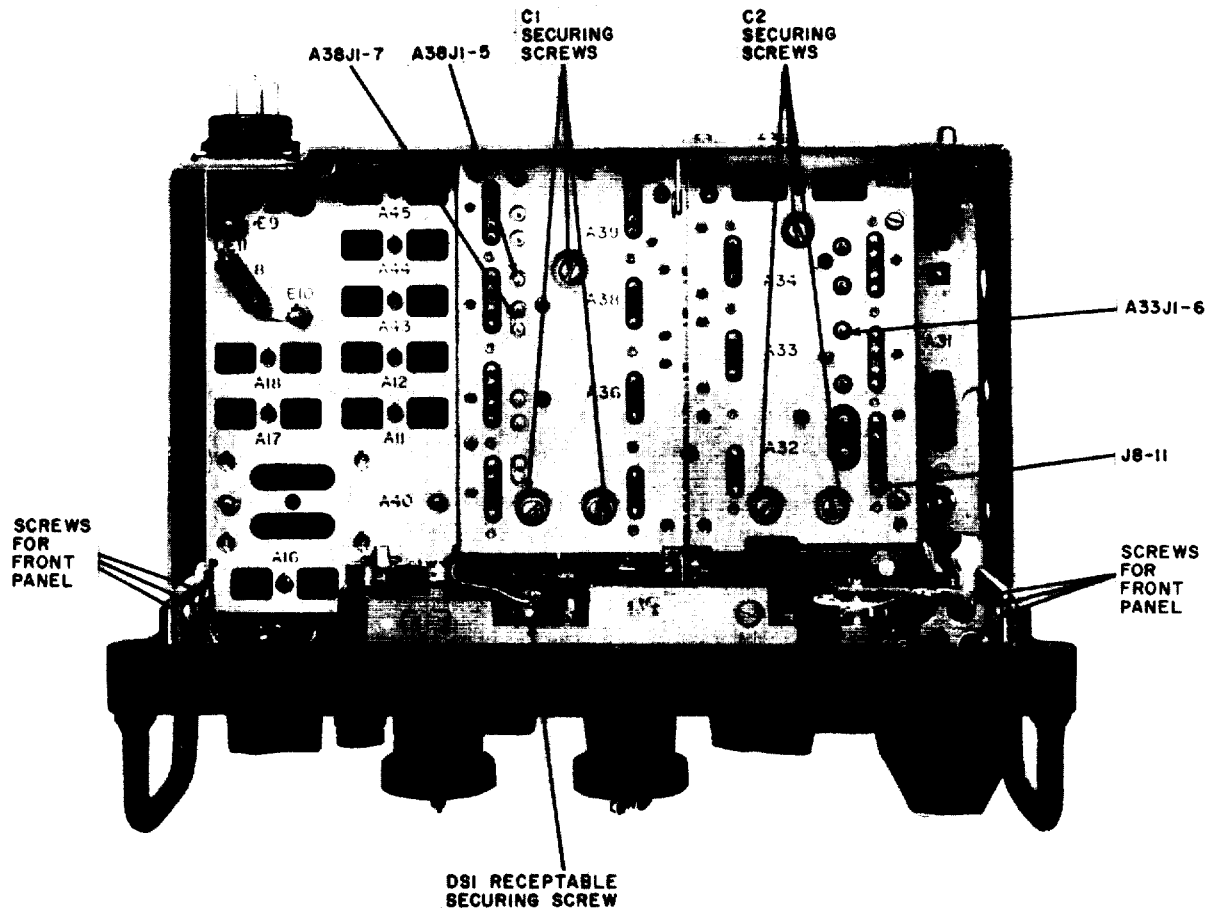 C1
SECURING
SCREWS
C2
SECURING
SCREWS
A38J1-7
A38J1-5
E9
E11
8
E10
A45
A44
A43
A18
A12
A17
A11
A40
A16
A39
A38
A36
A34
A33
A32
A31
A33J1-6
J8-11
SCREWS
FOR
FRONT
PANEL
SCREWS
FOR
FRONT
PANEL
DS1 RECEPTABLE
SECURING SCREW